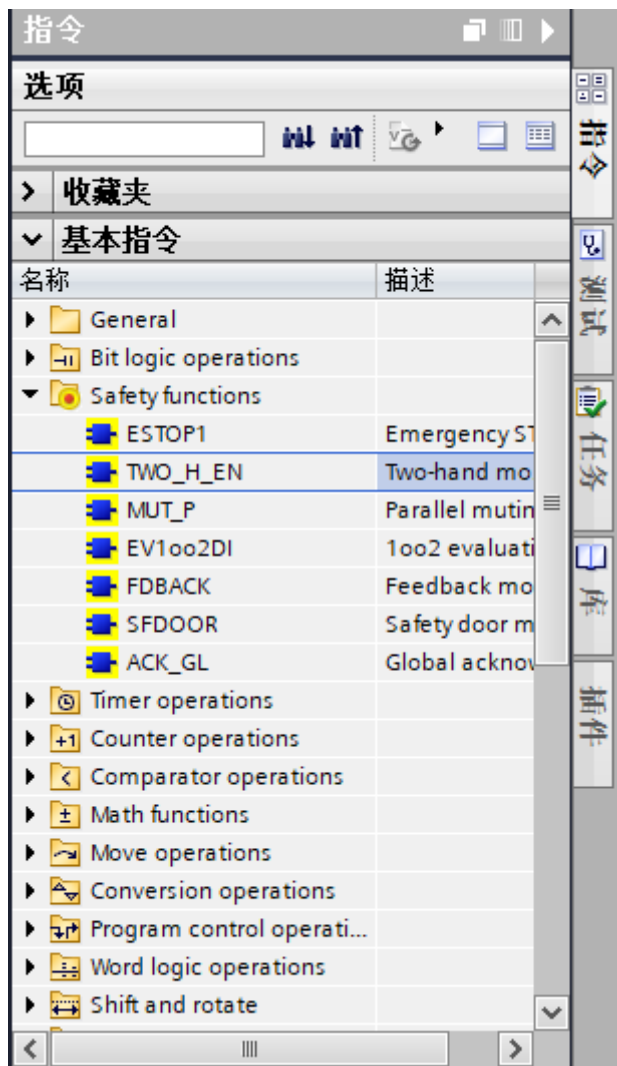 指令
选项
收藏夹
基本指令
名称 描述
General
Bit logic operations
Safety functions
ESTOP1 Emergency ST
TWO_H_EN Two-hand mo
MUT_P Parallel mutin
EV1oo2DI 1oo2 evaluati
FDBACK Feedback mo
SFDOOR Safety door m
ACK_GL Global acknow
Timer operations
Counter operations
Comparator operations
Math functions
Move operations
Conversion operations
Program control operati...
Word logic operations
Shift and rotate
指令
测试
任务
库
插件